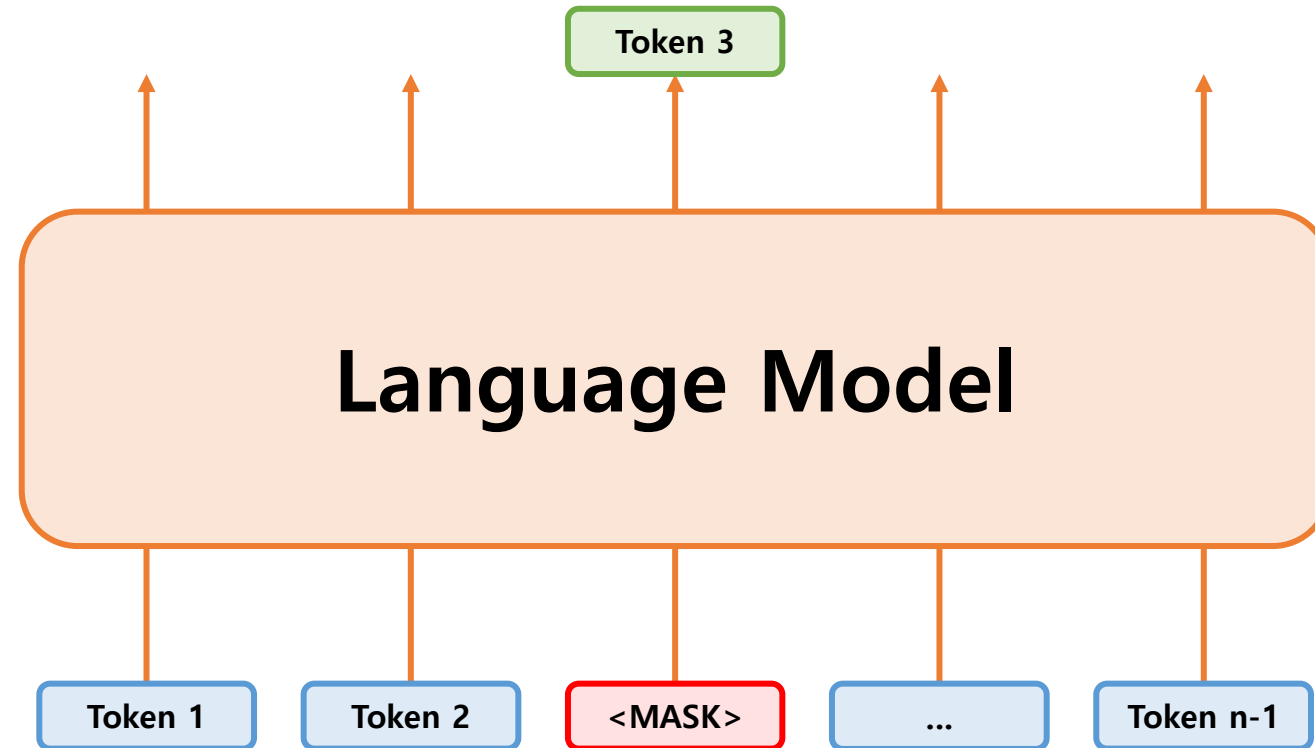 Token 3
Language Model
Token 1
Token 2
<MASK>
...
Token n-1